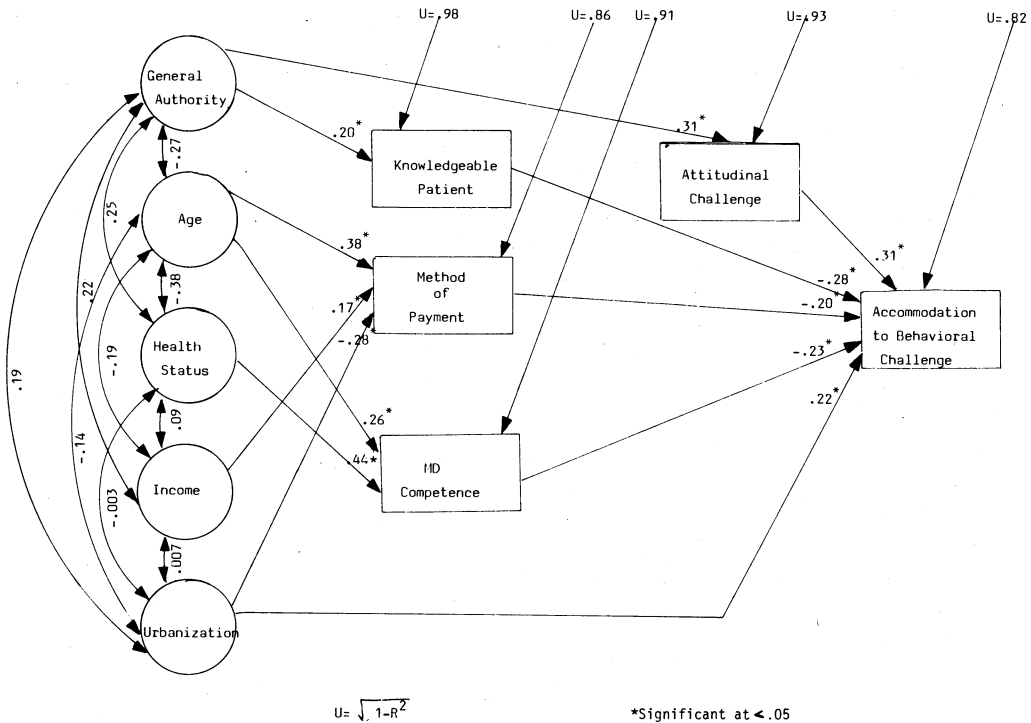 U=.98
U=.86
U=.91
U=.93
U=.82
General
Authority
.20*
.31*
Knowledgeable
Patient
Attitudinal
Challenge
-.27
.25
Age
.38*
.31*
.22
-.38
Method
of
Payment
.17*
-.28*
-.28*
-.20*
Accommodation
to Behavioral
Challenge
Health
Status
-.19
-.23*
.19
.09
.22*
-.14
.26*
.44*
MD
Competence
Income
-.003
.007
Urbanization
U= √1-R²
*Significant at <.05